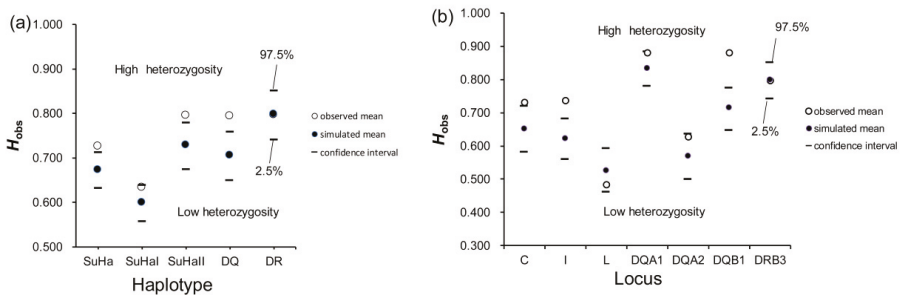 (a)
1.000
0.900
0.800
0.700
0.600
0.500
Hobs
High heterozygosity
97.5%
2.5%
Low heterozygosity
observed mean
simulated mean
confidence interval
SuHa SuHaI SuHaII DQ DR
Haplotype
(b)
1.000
0.900
0.800
0.700
0.600
0.500
0.400
0.300
Hobs
High heterozygosity
97.5%
2.5%
Low heterozygosity
observed mean
simulated mean
confidence interval
C I L DQA1 DQA2 DQB1 DRB3
Locus